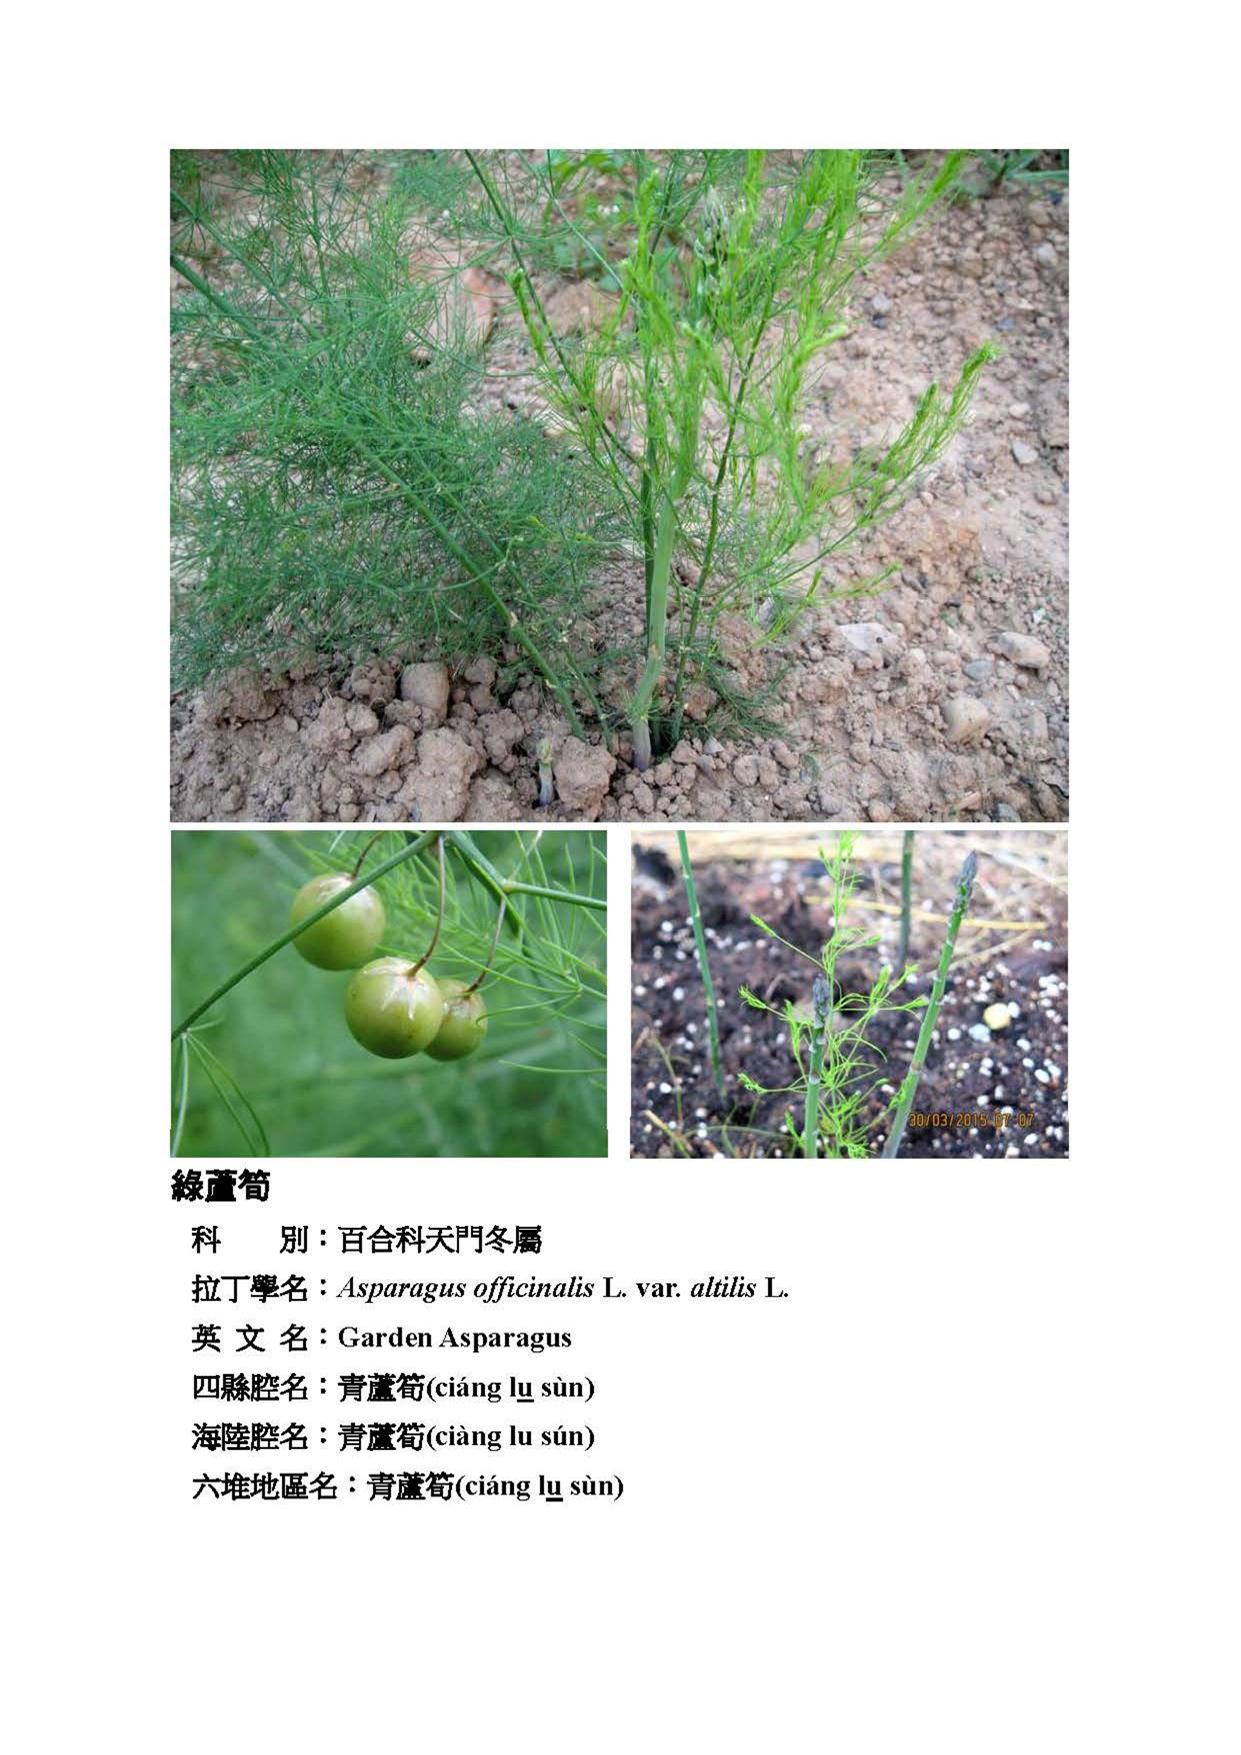 30/03/2015 07:07
綠蘆筍
科　　別：百合科天門冬屬
拉丁學名：Asparagus officinalis L. var. altilis L.
英 文 名：Garden Asparagus
四縣腔名：青蘆筍(ciáng lu sùn)
海陸腔名：青蘆筍(ciàng lu sún)
六堆地區名：青蘆筍(ciáng lu sùn)